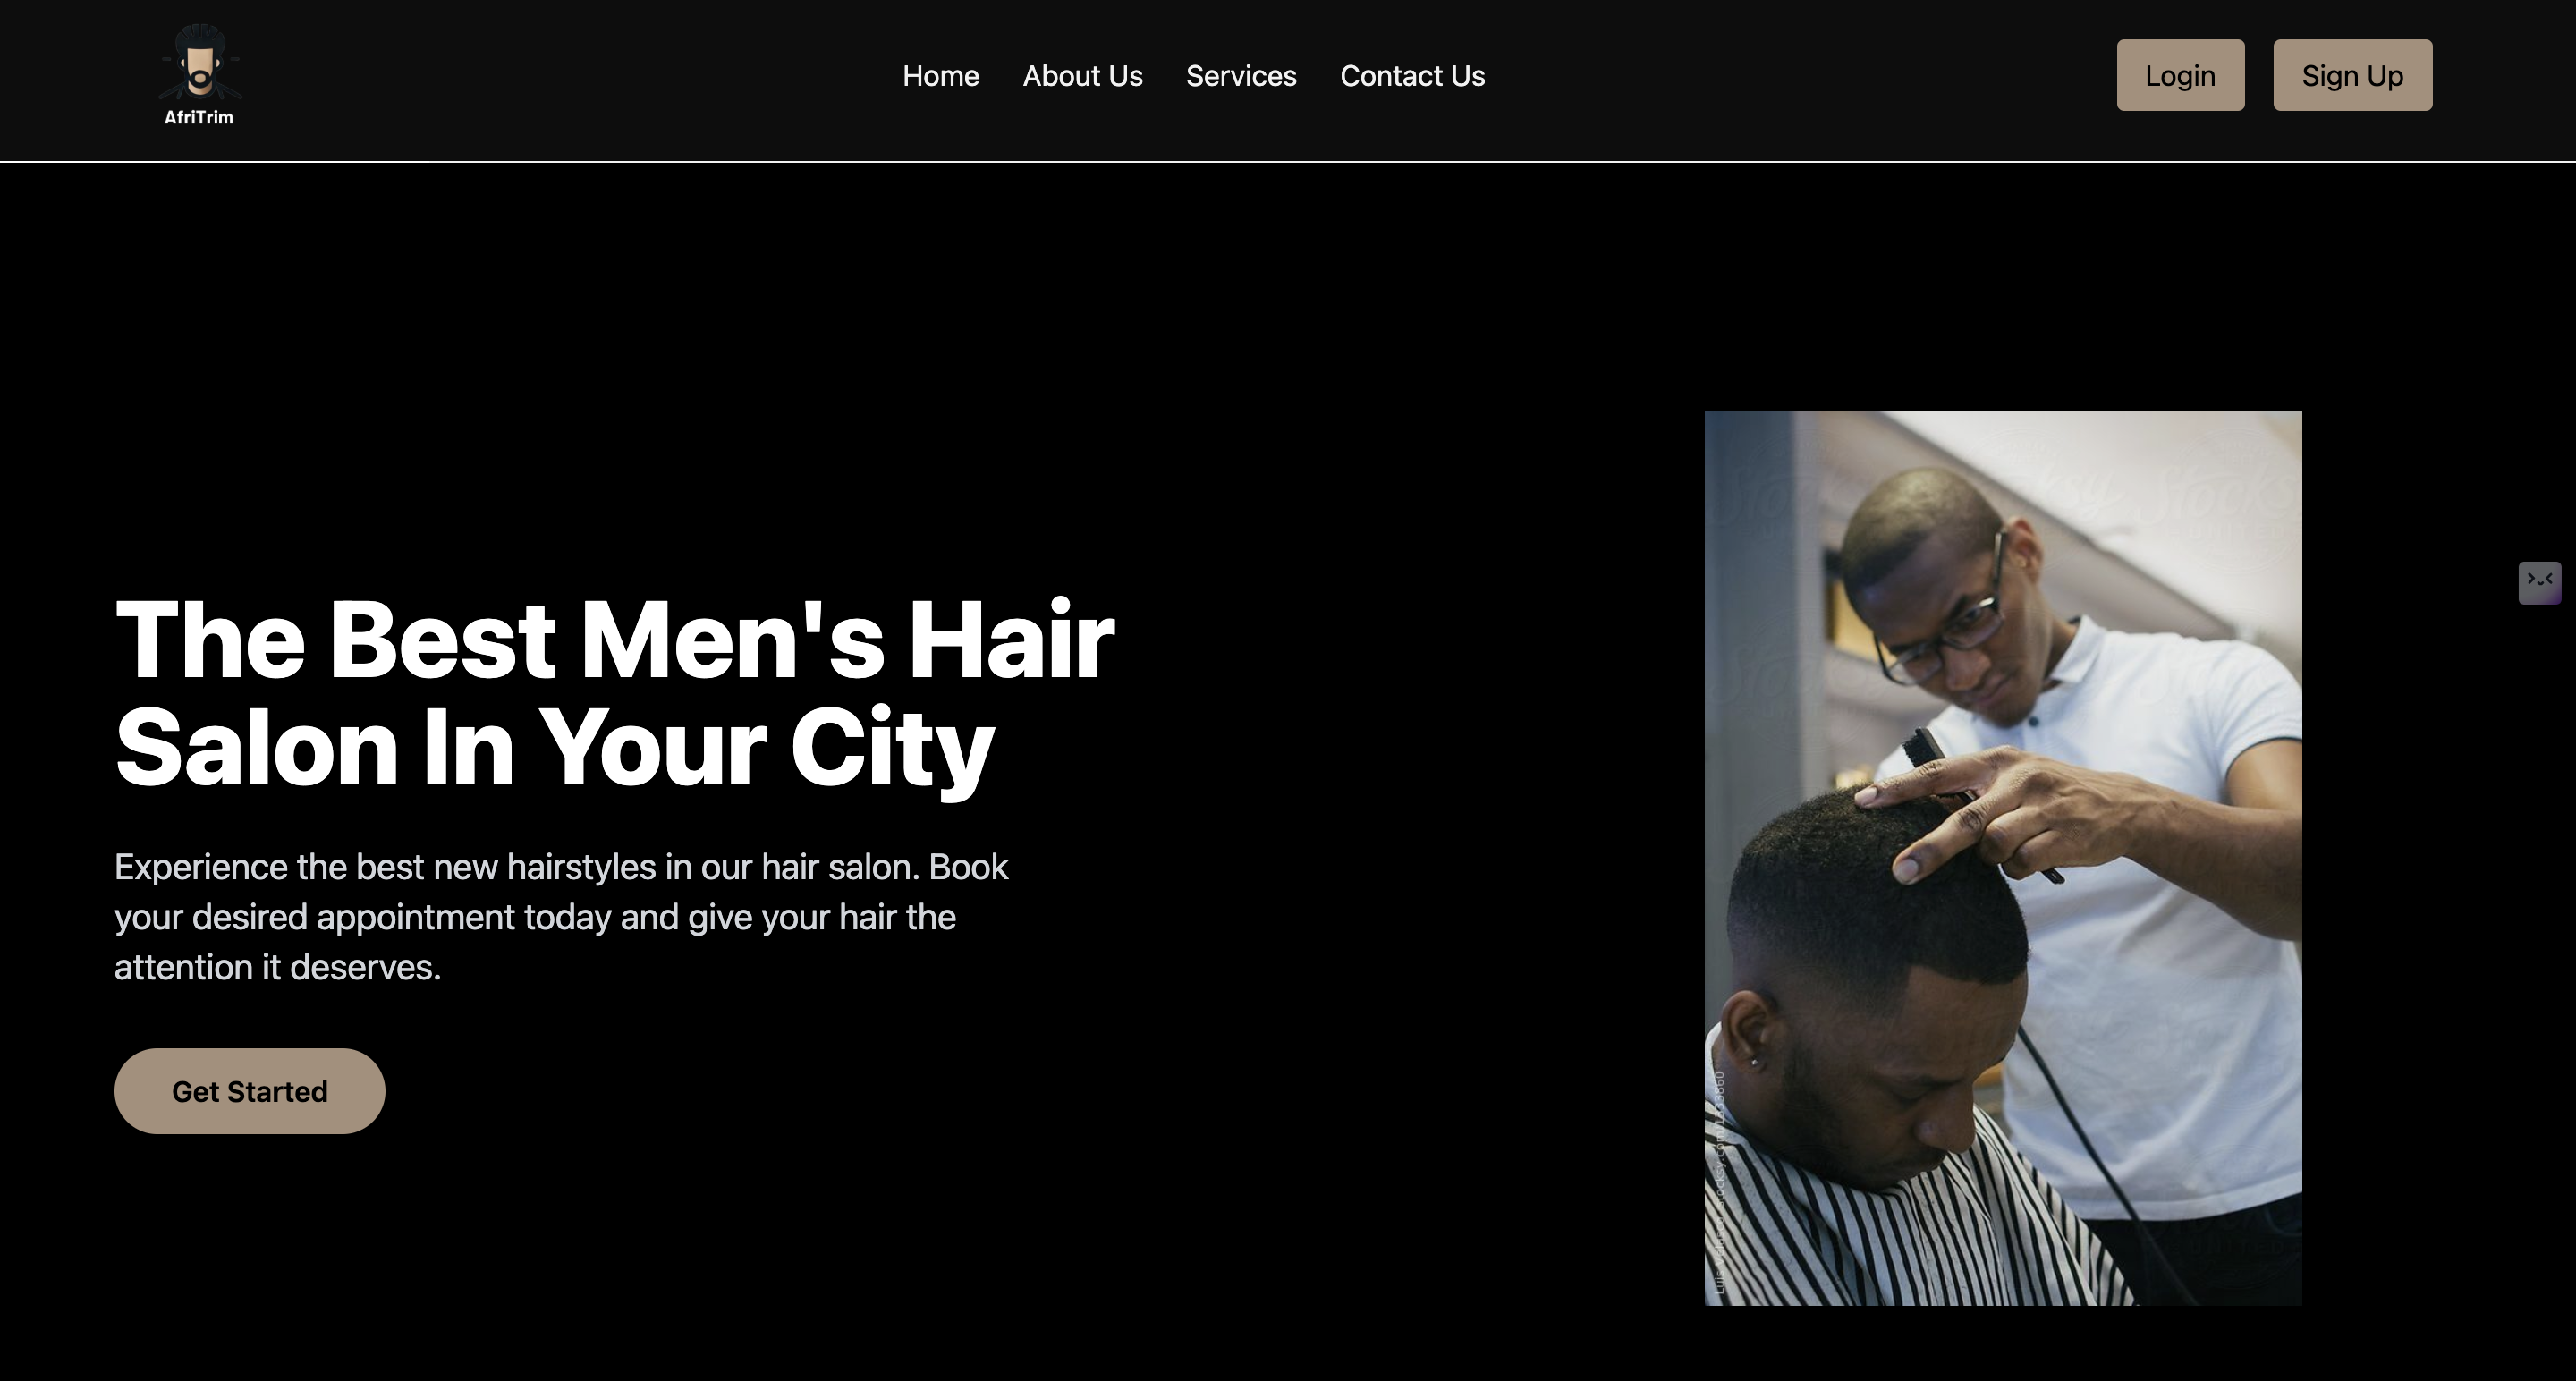 AfriTrim
Home
About Us
Services
Contact Us
Login
Sign Up
The Best Men's Hair
Salon In Your City
Experience the best new hairstyles in our hair salon. Book
your desired appointment today and give your hair the
attention it deserves.
Get Started